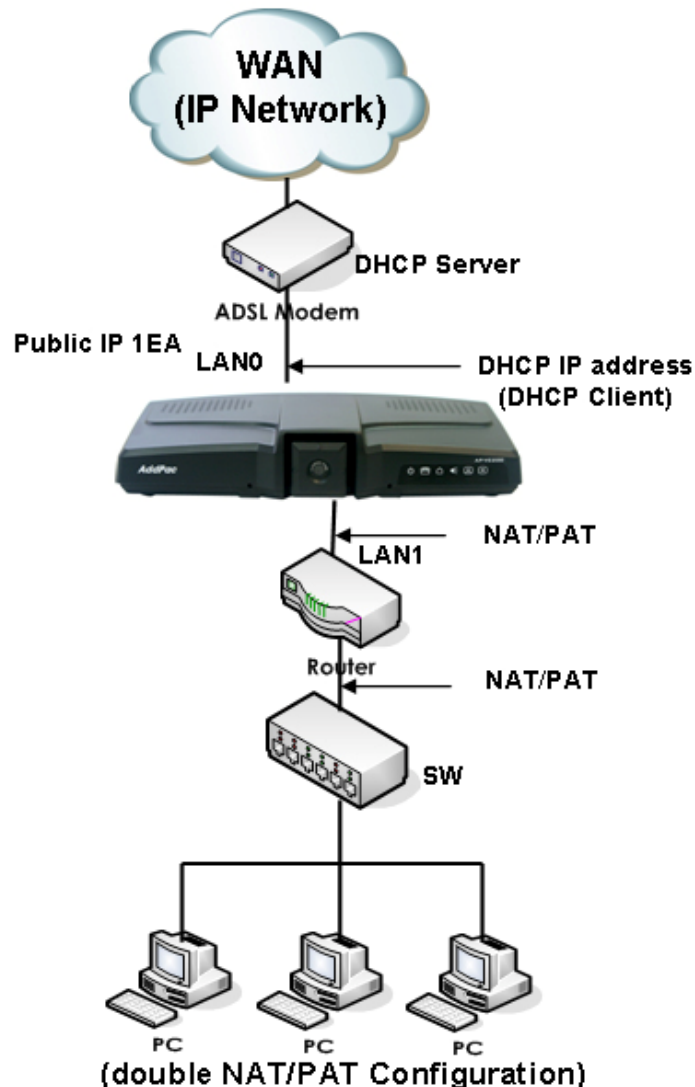 WAN
(IP Network)
DHCP Server
ADSL Modem
Public IP 1EA
LAN0
DHCP IP address
(DHCP Client)
AddPac
NAT/PAT
LAN1
Router
NAT/PAT
SW
PC
PC
PC
(double NAT/PAT Configuration)